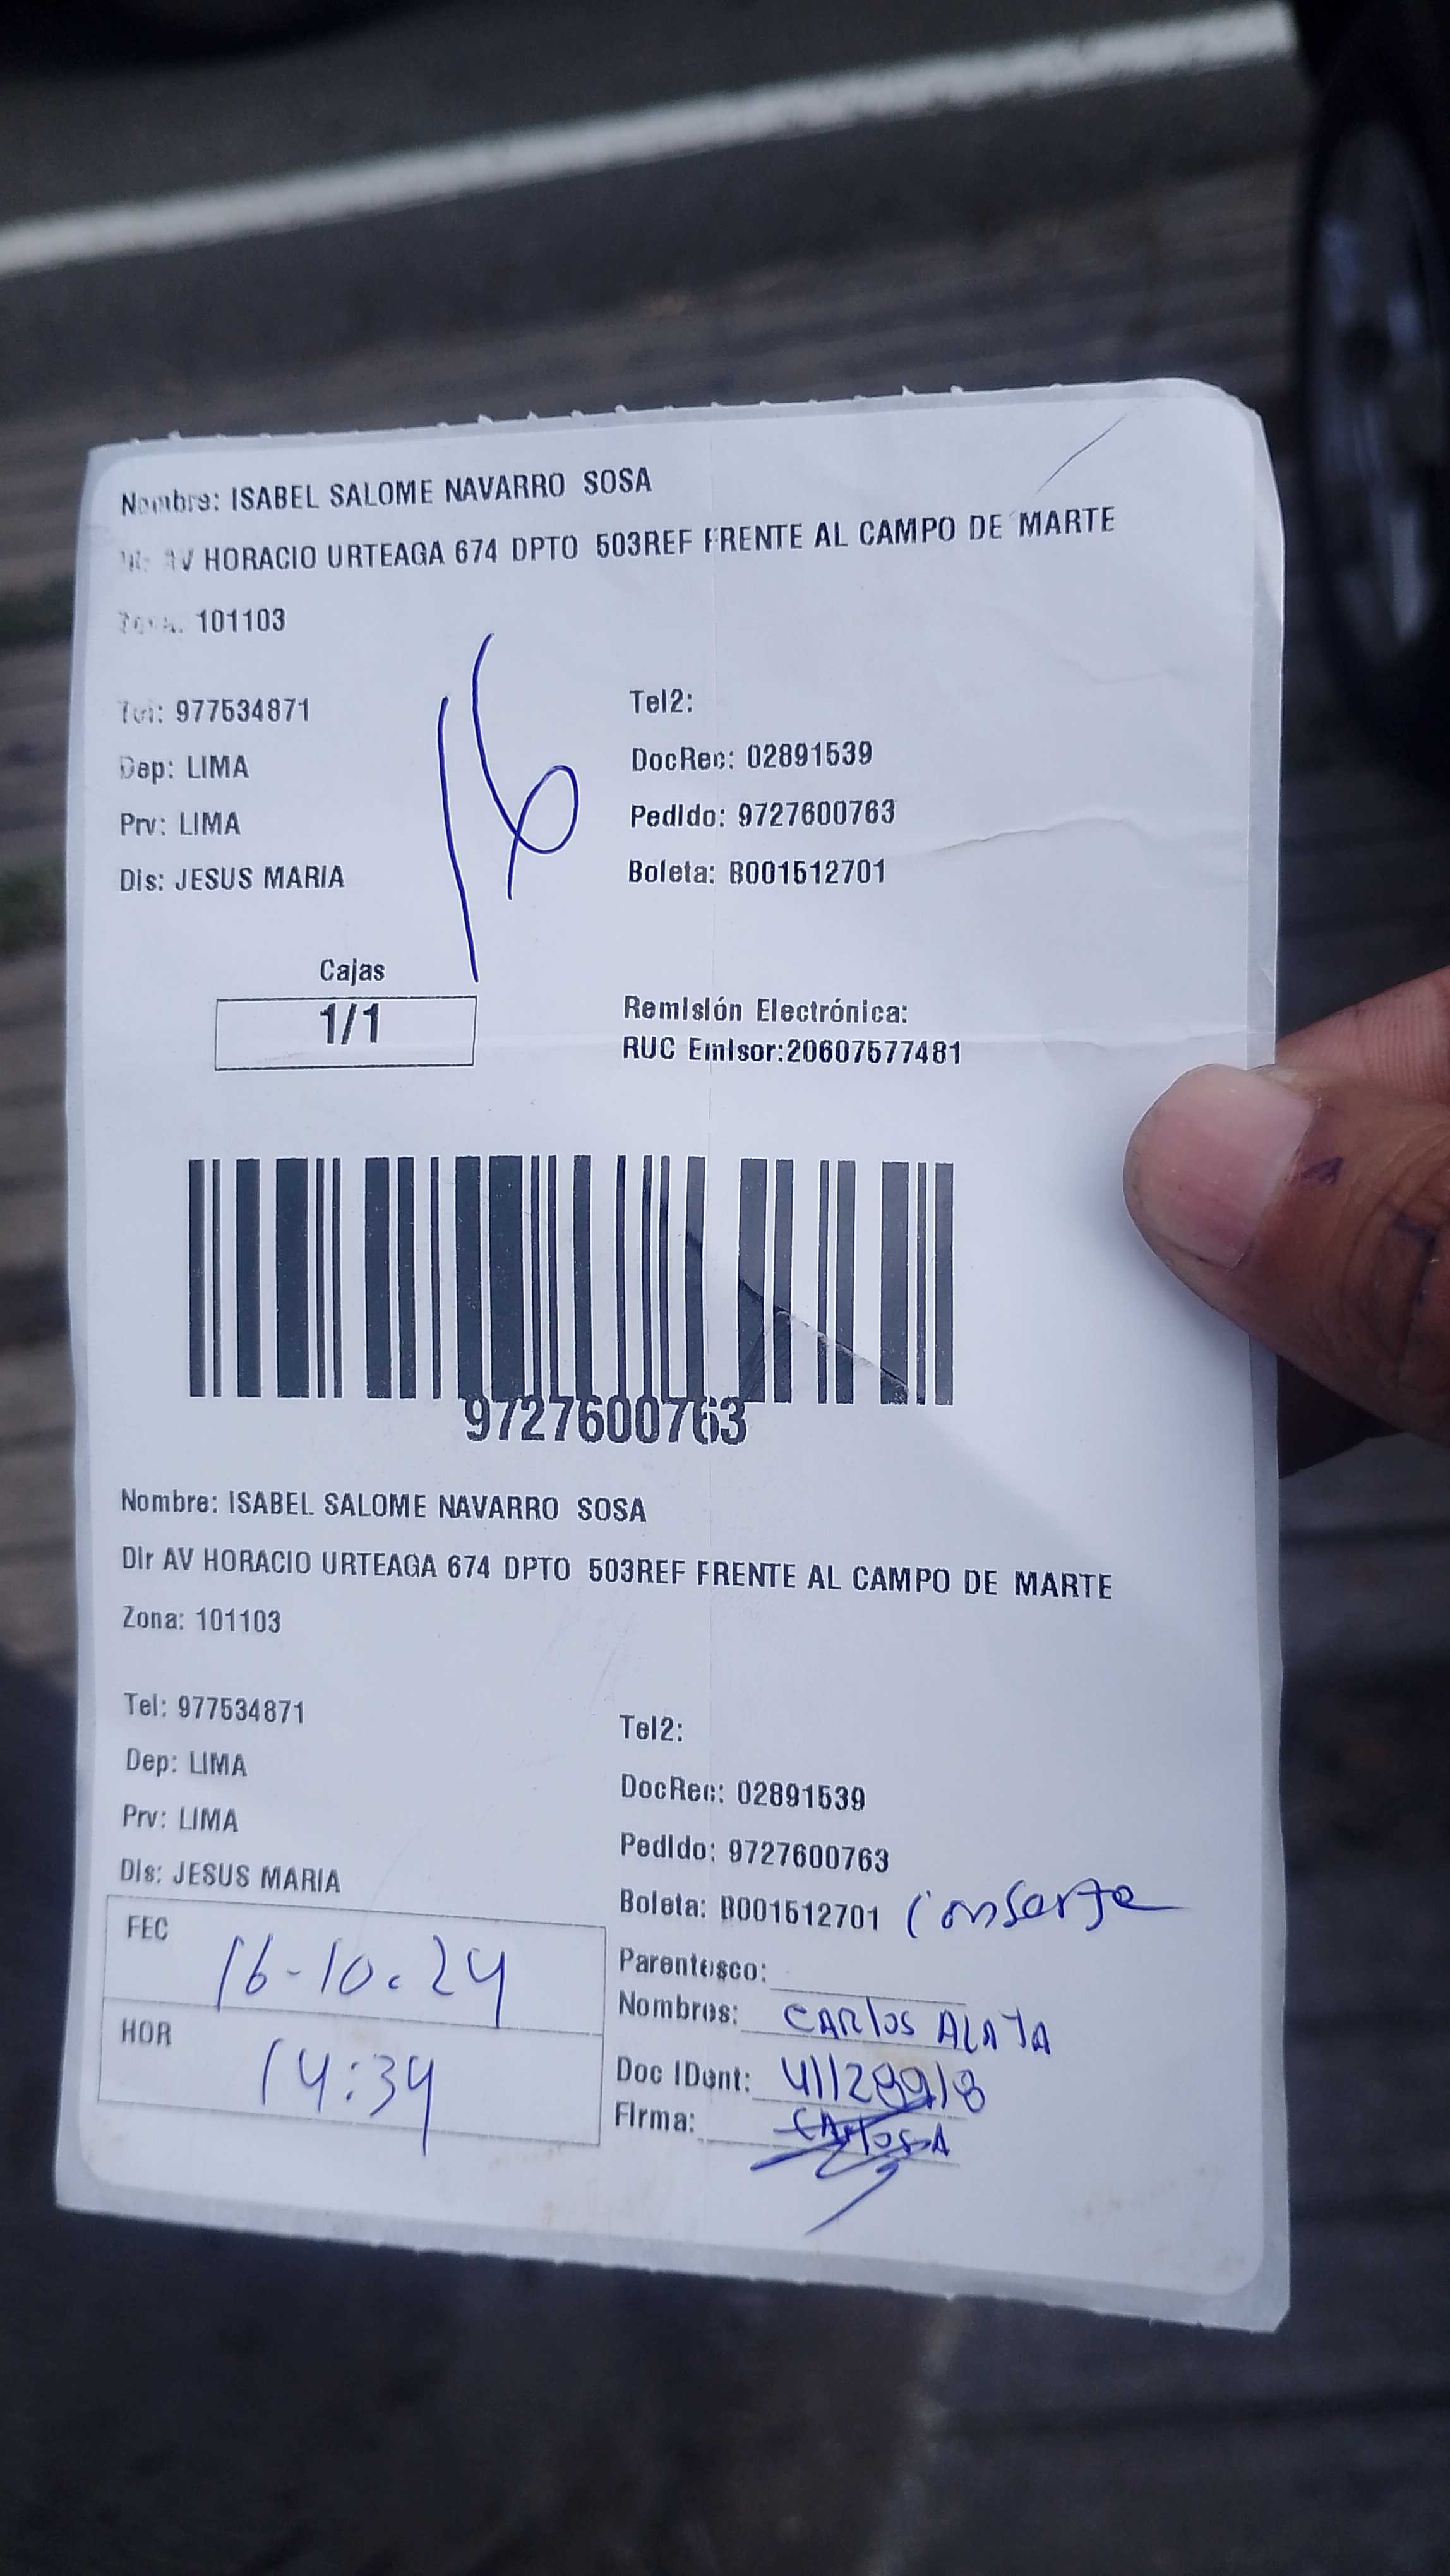 Nombre: ISABEL SALOME NAVARRO SOSA
AV HORACIO URTEAGA 674 DPTO 503REF FRENTE AL CAMPO DE MARTE
Zona: 101103
16
Tel: 977534871
Tel2:
Dep: LIMA
DocRec: 02891539
Prv: LIMA
Pedido: 9727600763
Dis: JESUS MARIA
Boleta: B001512701
Cajas
1/1
Remisión Electrónica:
RUC Emisor:20607577481
9727600763
Nombre: ISABEL SALOME NAVARRO SOSA
Dir AV HORACIO URTEAGA 674 DPTO 503REF FRENTE AL CAMPO DE MARTE
Zona: 101103
Tel: 977534871
Tel2:
Dep: LIMA
DocRec: 02891539
Prv: LIMA
Pedido: 9727600763
Dis: JESUS MARIA
Boleta: B001512701 Conserje
FEC 16-10.24
Parentesco:
Nombres: CARlos
HOR 14:34
Doc IDent:
Firma: